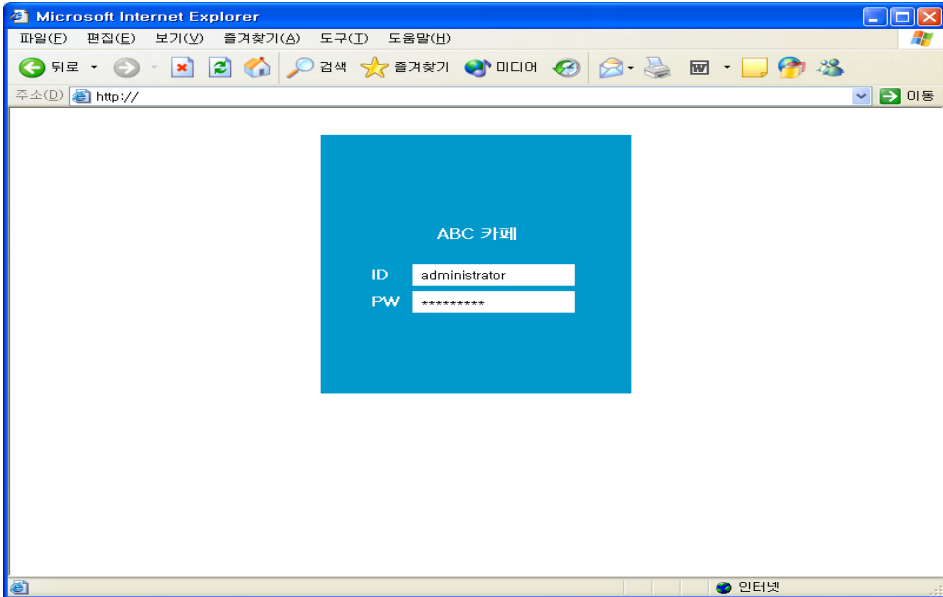 Microsoft Internet Explorer
파일(F) 편집(E) 보기(V) 즐겨찾기(A) 도구(T) 도움말(H)
뒤로 검색 즐겨찾기 미디어
주소(D) http:// 이동
ABC 카페
ID administrator
PW *********
인터넷